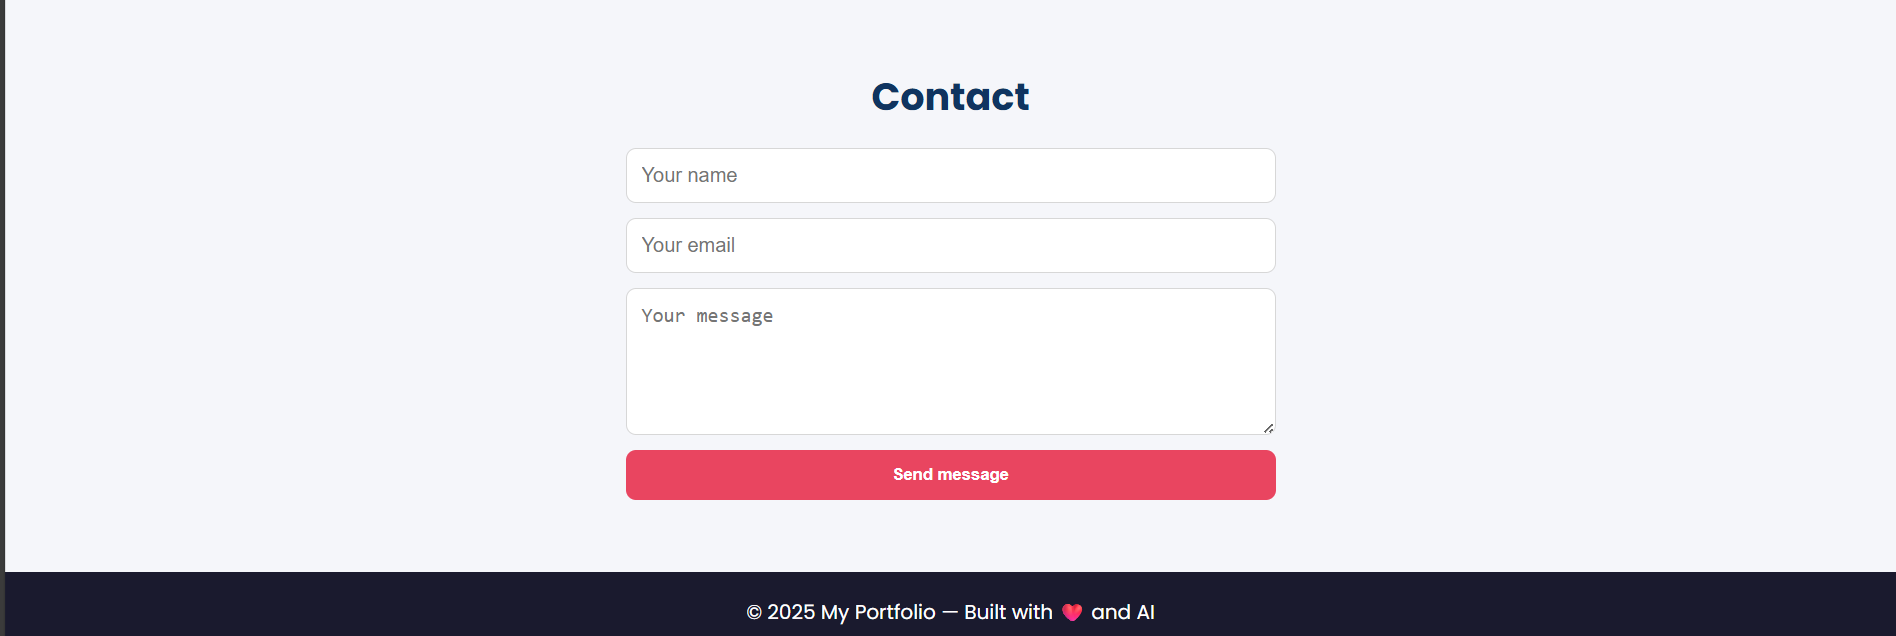 Contact
Your name
Your email
Your message
Send message
© 2025 My Portfolio — Built with ❤️ and AI